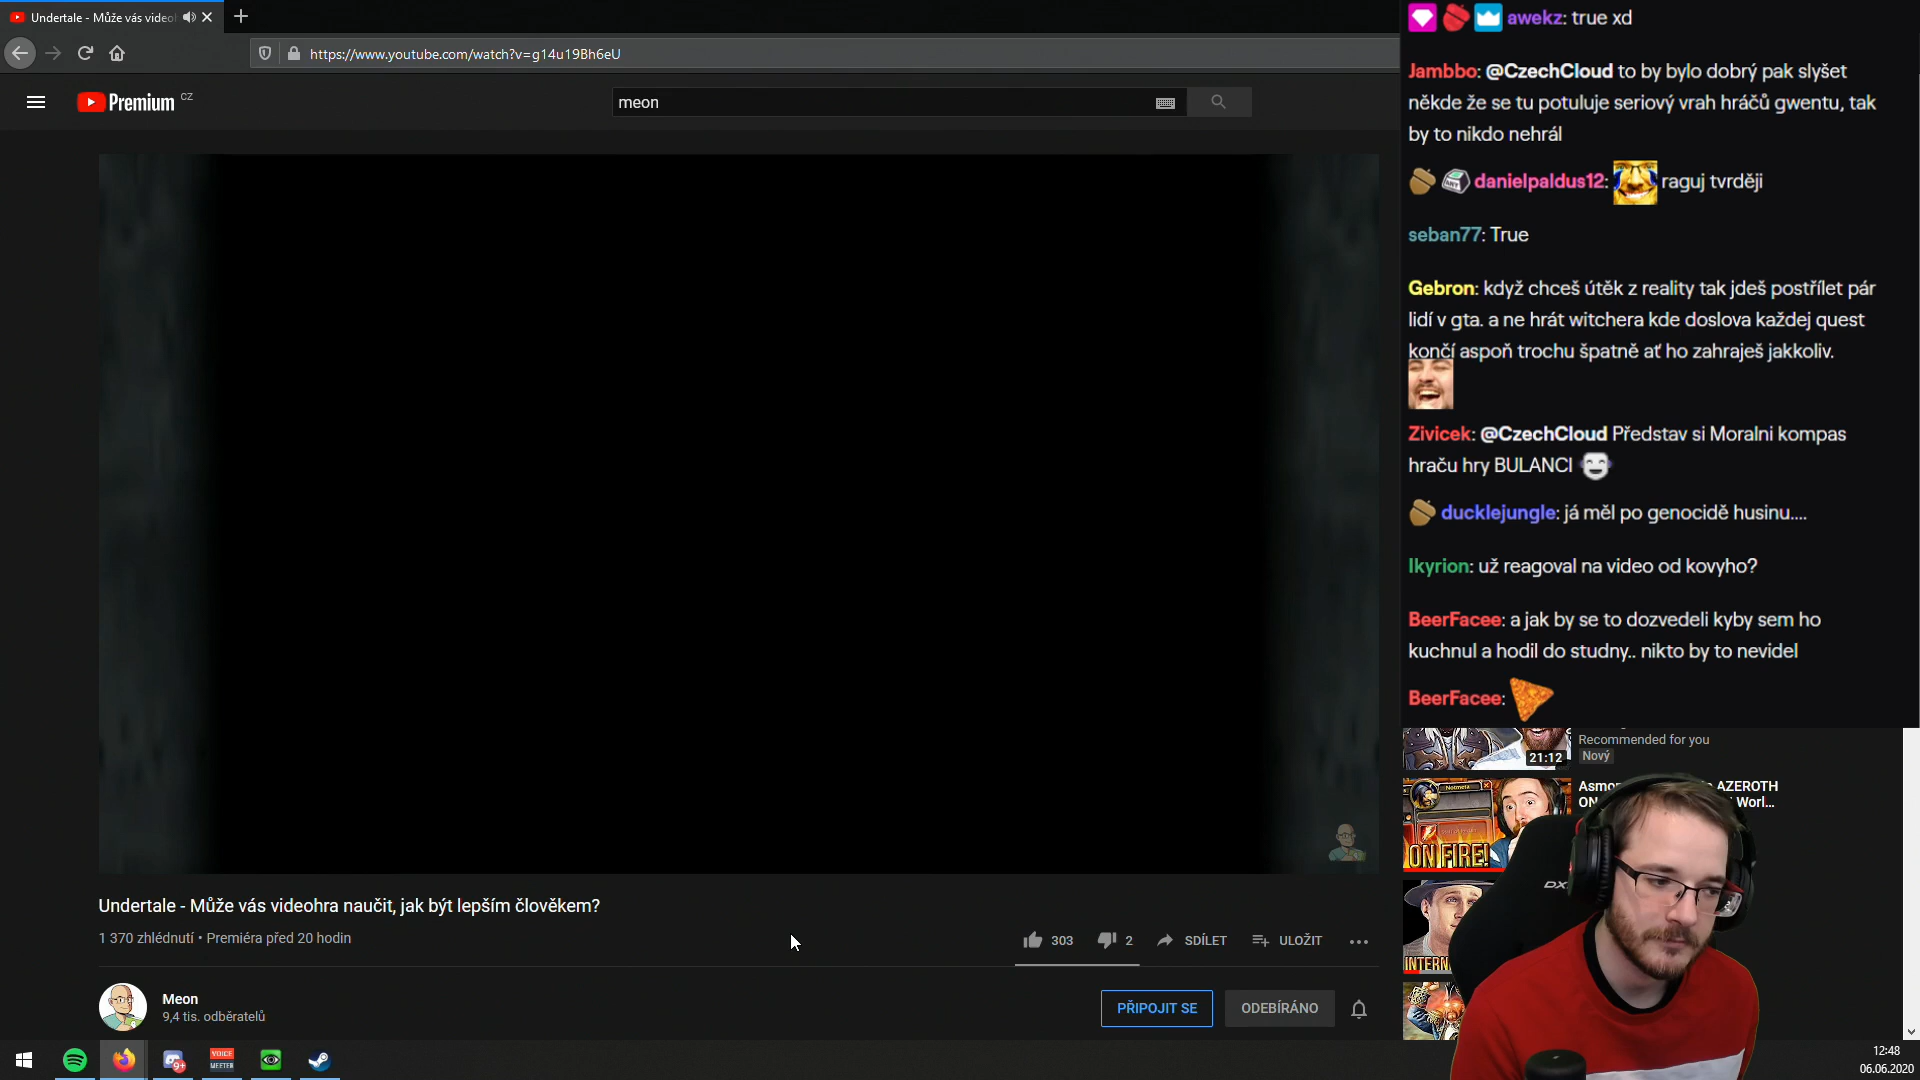 Undertale - Může vás video
https://www.youtube.com/watch?v=g14u19Bh6eU
Premium CZ
meon
awekz: true xd
Jambbo: @CzechCloud to by bylo dobrý pak slyšet
někde že se tu potuluje seriový vrah hráčů gwentu, tak
by to nikdo nehrál
danielpaldus12: raguj tvrději
seban77: True
Gebron: když chceš útěk z reality tak jdeš postřílet pár
lidí v gta. a ne hrát witchera kde doslova každej quest
končí aspoň trochu špatně ať ho zahraješ jakkoliv.
Zivicek: @CzechCloud Představ si Moralni kompas
hraču hry BULANCI
ducklejungle: já měl po genocidě husinu....
Ikyrion: už reagoval na video od kovyho?
BeerFacee: a jak by se to dozvedeli kyby sem ho
kuchnul a hodil do studny.. nikto by to nevidel
BeerFacee:
Recommended for you
21:12
Nový
AZEROTH
ON
Worl...
Notmeta
ON FIRE!
INTERN
DX
Undertale - Může vás videohra naučit, jak být lepším člověkem?
1 370 zhlédnutí • Premiéra před 20 hodin
303
2
SDÍLET
ULOŽIT
Meon
9,4 tis. odběratelů
PŘIPOJIT SE
ODEBÍRÁNO
9+
VOICE
MEETER
12:48
06.06.2020